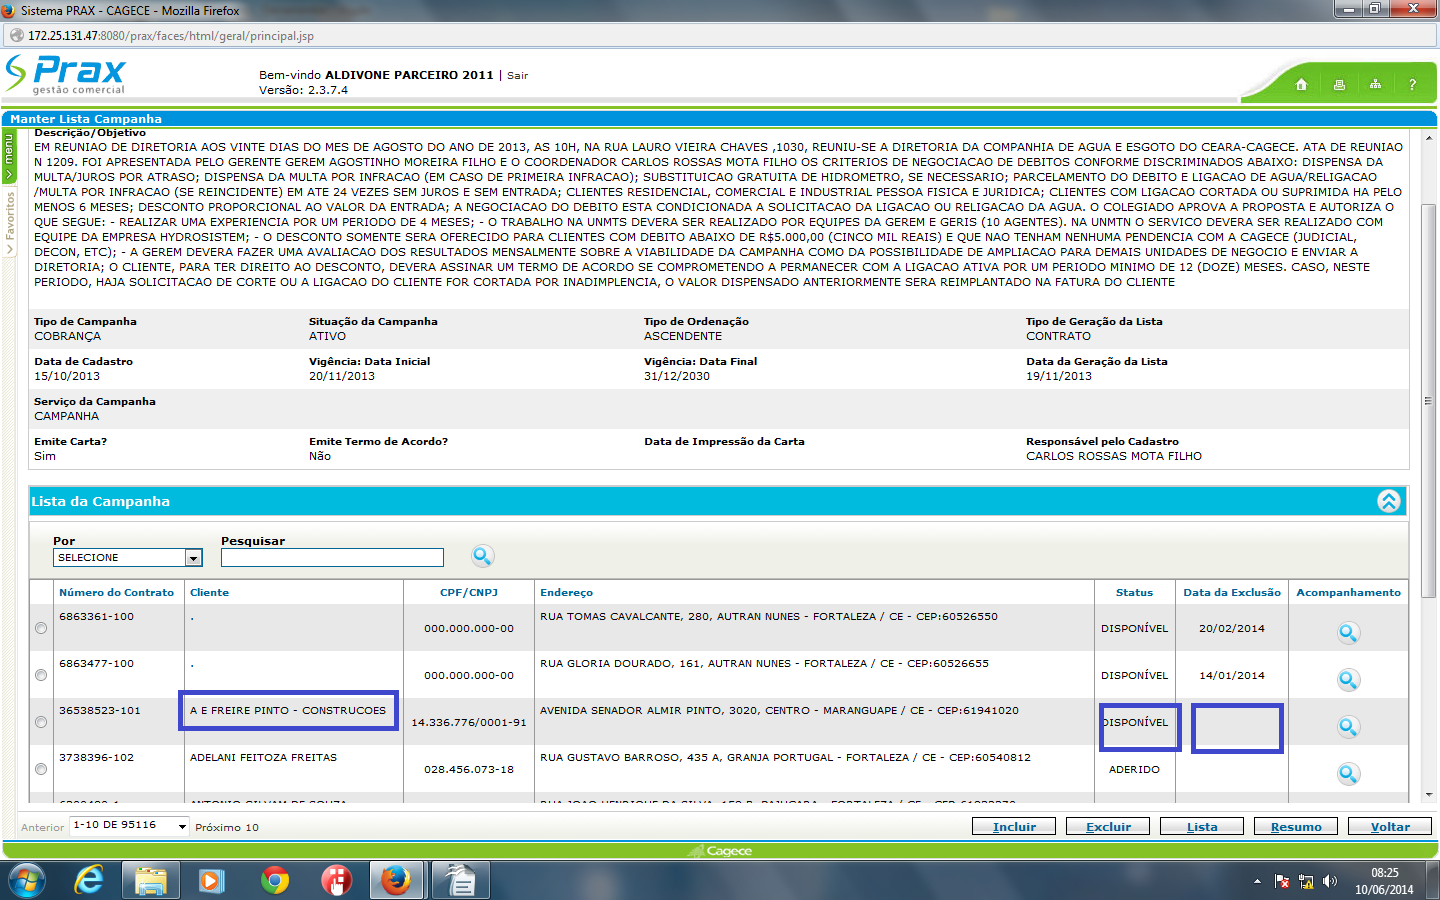 Sistema PRAX - CAGECE - Mozilla Firefox
172.25.131.47:8080/prax/faces/html/geral/principal.jsp
Prax
gestão comercial
Bem-vindo ALDIVONE PARCEIRO 2011 | Sair
Versão: 2.3.7.4
?
Manter Lista Campanha
menu
Favoritos
Descrição/Objetivo
EM REUNIAO DE DIRETORIA AOS VINTE DIAS DO MES DE AGOSTO DO ANO DE 2013, AS 10H, NA RUA LAURO VIEIRA CHAVES ,1030, REUNIU-SE A DIRETORIA DA COMPANHIA DE AGUA E ESGOTO DO CEARA-CAGECE. ATA DE REUNIAO
N 1209. FOI APRESENTADA PELO GERENTE GEREM AGOSTINHO MOREIRA FILHO E O COORDENADOR CARLOS ROSSAS MOTA FILHO OS CRITERIOS DE NEGOCIACAO DE DEBITOS CONFORME DISCRIMINADOS ABAIXO: DISPENSA DA
MULTA/JUROS POR ATRASO; DISPENSA DA MULTA POR INFRACAO (EM CASO DE PRIMEIRA INFRACAO); SUBSTITUICAO GRATUITA DE HIDROMETRO, SE NECESSARIO; PARCELAMENTO DO DEBITO E LIGACAO DE AGUA/RELIGACAO
/MULTA POR INFRACAO (SE REINCIDENTE) EM ATE 24 VEZES SEM JUROS E SEM ENTRADA; CLIENTES RESIDENCIAL, COMERCIAL E INDUSTRIAL PESSOA FISICA E JURIDICA; CLIENTES COM LIGACAO CORTADA OU SUPRIMIDA HA PELO
MENOS 6 MESES; DESCONTO PROPORCIONAL AO VALOR DA ENTRADA; A NEGOCIACAO DO DEBITO ESTA CONDICIONADA A SOLICITACAO DA LIGACAO OU RELIGACAO DA AGUA. O COLEGIADO APROVA A PROPOSTA E AUTORIZA O
QUE SEGUE: - REALIZAR UMA EXPERIENCIA POR UM PERIODO DE 4 MESES; - O TRABALHO NA UNMTS DEVERA SER REALIZADO POR EQUIPES DA GEREM E GERIS (10 AGENTES). NA UNMTN O SERVICO DEVERA SER REALIZADO COM
EQUIPE DA EMPRESA HYDROSISTEM; - O DESCONTO SOMENTE SERA OFERECIDO PARA CLIENTES COM DEBITO ABAIXO DE R$5.000,00 (CINCO MIL REAIS) E QUE NAO TENHAM NENHUMA PENDENCIA COM A CAGECE (JUDICIAL,
DECON, ETC); - A GEREM DEVERA FAZER UMA AVALIACAO DOS RESULTADOS MENSALMENTE SOBRE A VIABILIDADE DA CAMPANHA COMO DA POSSIBILIDADE DE AMPLIACAO PARA DEMAIS UNIDADES DE NEGOCIO E ENVIAR A
DIRETORIA; O CLIENTE, PARA TER DIREITO AO DESCONTO, DEVERA ASSINAR UM TERMO DE ACORDO SE COMPROMETENDO A PERMANECER COM A LIGACAO ATIVA POR UM PERIODO MINIMO DE 12 (DOZE) MESES. CASO, NESTE
PERIODO, HAJA SOLICITACAO DE CORTE OU A LIGACAO DO CLIENTE FOR CORTADA POR INADIMPLENCIA, O VALOR DISPENSADO ANTERIORMENTE SERA REIMPLANTADO NA FATURA DO CLIENTE
Tipo de Campanha Situação da Campanha Tipo de Ordenação Tipo de Geração da Lista
COBRANÇA ATIVO ASCENDENTE CONTRATO
Data de Cadastro Vigência: Data Inicial Vigência: Data Final Data da Geração da Lista
15/10/2013 20/11/2013 31/12/2030 19/11/2013
Serviço da Campanha
CAMPANHA
Emite Carta? Emite Termo de Acordo? Data de Impressão da Carta Responsável pelo Cadastro
Sim Não CARLOS ROSSAS MOTA FILHO
Lista da Campanha
Por Pesquisar
SELECIONE
Número do Contrato Cliente CPF/CNPJ Endereço Status Data da Exclusão Acompanhamento
6863361-100 . 000.000.000-00 RUA TOMAS CAVALCANTE, 280, AUTRAN NUNES - FORTALEZA / CE - CEP:60526550 DISPONÍVEL 20/02/2014
6863477-100 . 000.000.000-00 RUA GLORIA DOURADO, 161, AUTRAN NUNES - FORTALEZA / CE - CEP:60526655 DISPONÍVEL 14/01/2014
36538523-101 A E FREIRE PINTO - CONSTRUCOES 14.336.776/0001-91 AVENIDA SENADOR ALMIR PINTO, 3020, CENTRO - MARANGUAPE / CE - CEP:61941020 DISPONÍVEL
3738396-102 ADELANI FEITOZA FREITAS 028.456.073-18 RUA GUSTAVO BARROSO, 435 A, GRANJA PORTUGAL - FORTALEZA / CE - CEP:60540812 ADERIDO
Anterior 1-10 DE 95116 Próximo 10 Incluir Excluir Lista Resumo Voltar
Cagece
08:25
10/06/2014